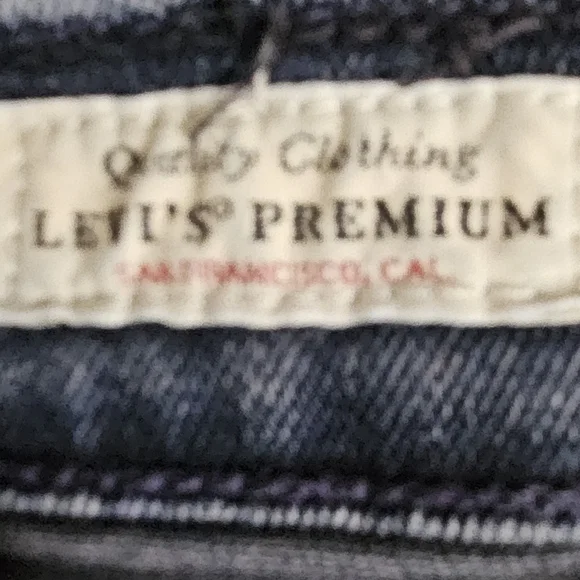 Quality Clothing
LEVI'S® PREMIUM
SAN FRANCISCO, CAL.